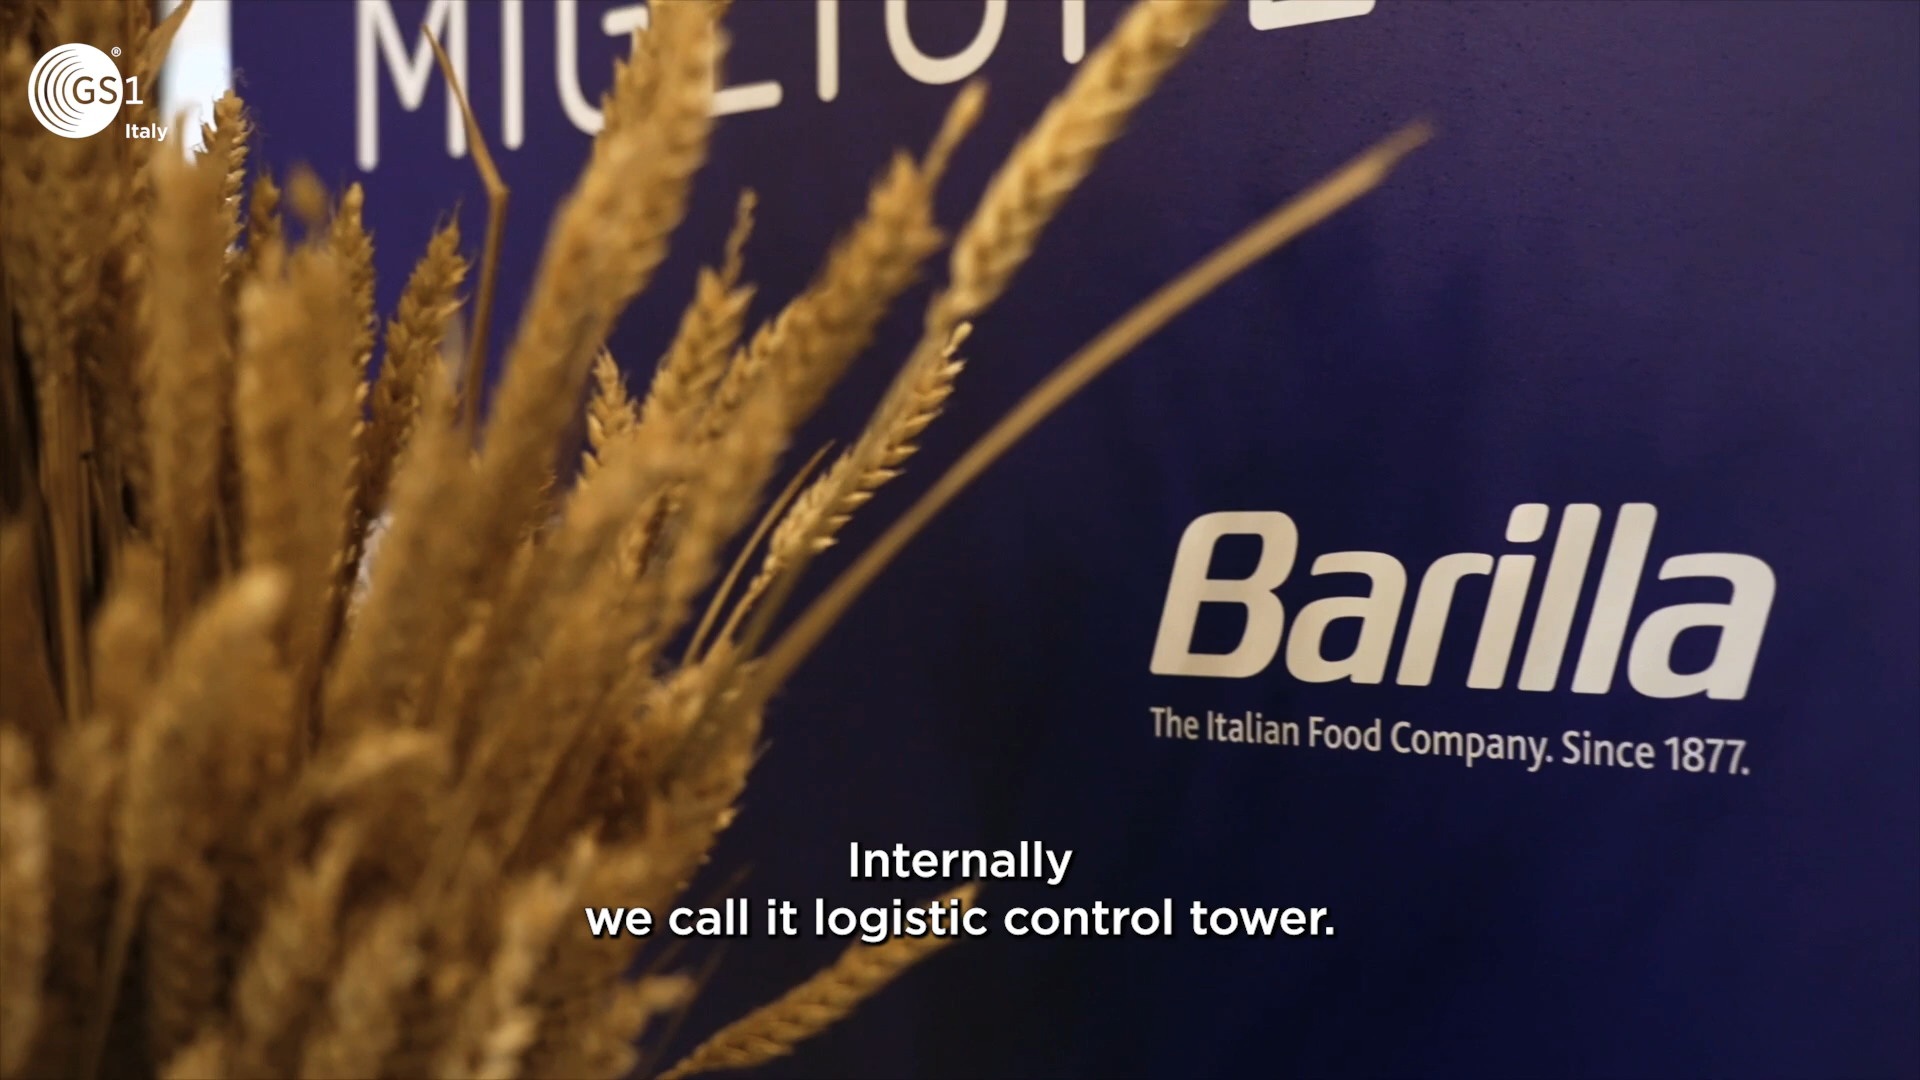 GS1®
Italy
Barilla
The Italian Food Company. Since 1877.
Internally
we call it logistic control tower.